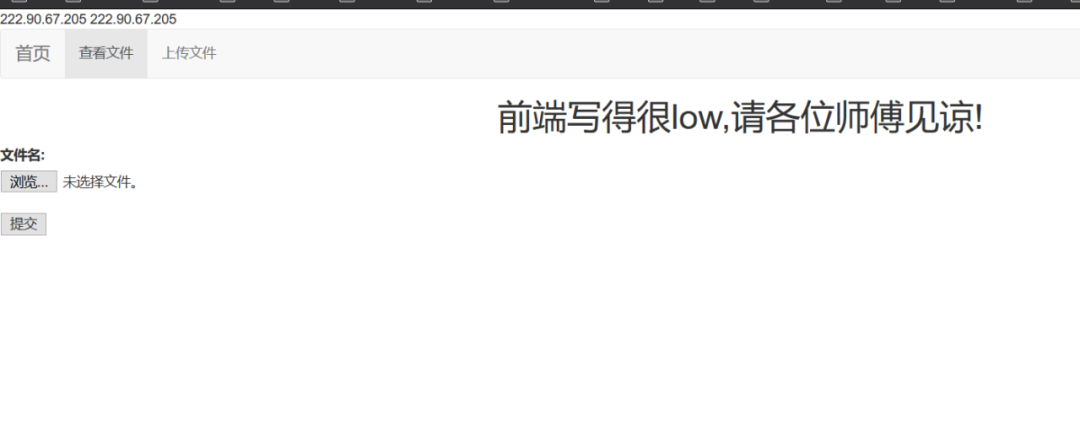 222.90.67.205 222.90.67.205
首页 查看文件 上传文件
前端写得很low,请各位师傅见谅!
文件名:
浏览... 未选择文件。
提交